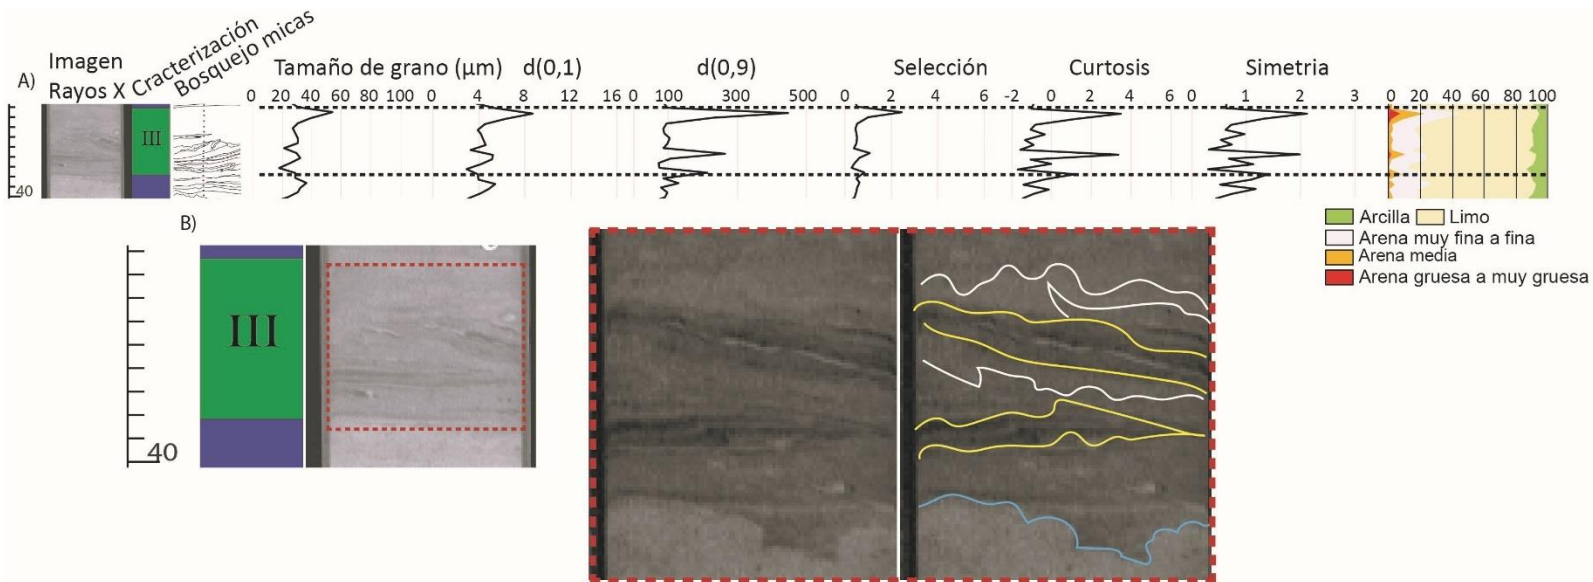 Imagen
Rayos X
Cracterización
Bosquejo micas
Tamaño de grano (μm)
d(0,1)
d(0,9)
Selección
Curtosis
Simetria
A)
0 20 40 60 80 100 0 4 8 12 16 0 100 300 500 0 2 4 6 -2 0 2 4 6 0 1 2 3 0 20 40 60 80 100
III
40
Arcilla Limo
Arena muy fina a fina
Arena media
Arena gruesa a muy gruesa
B)
III
40